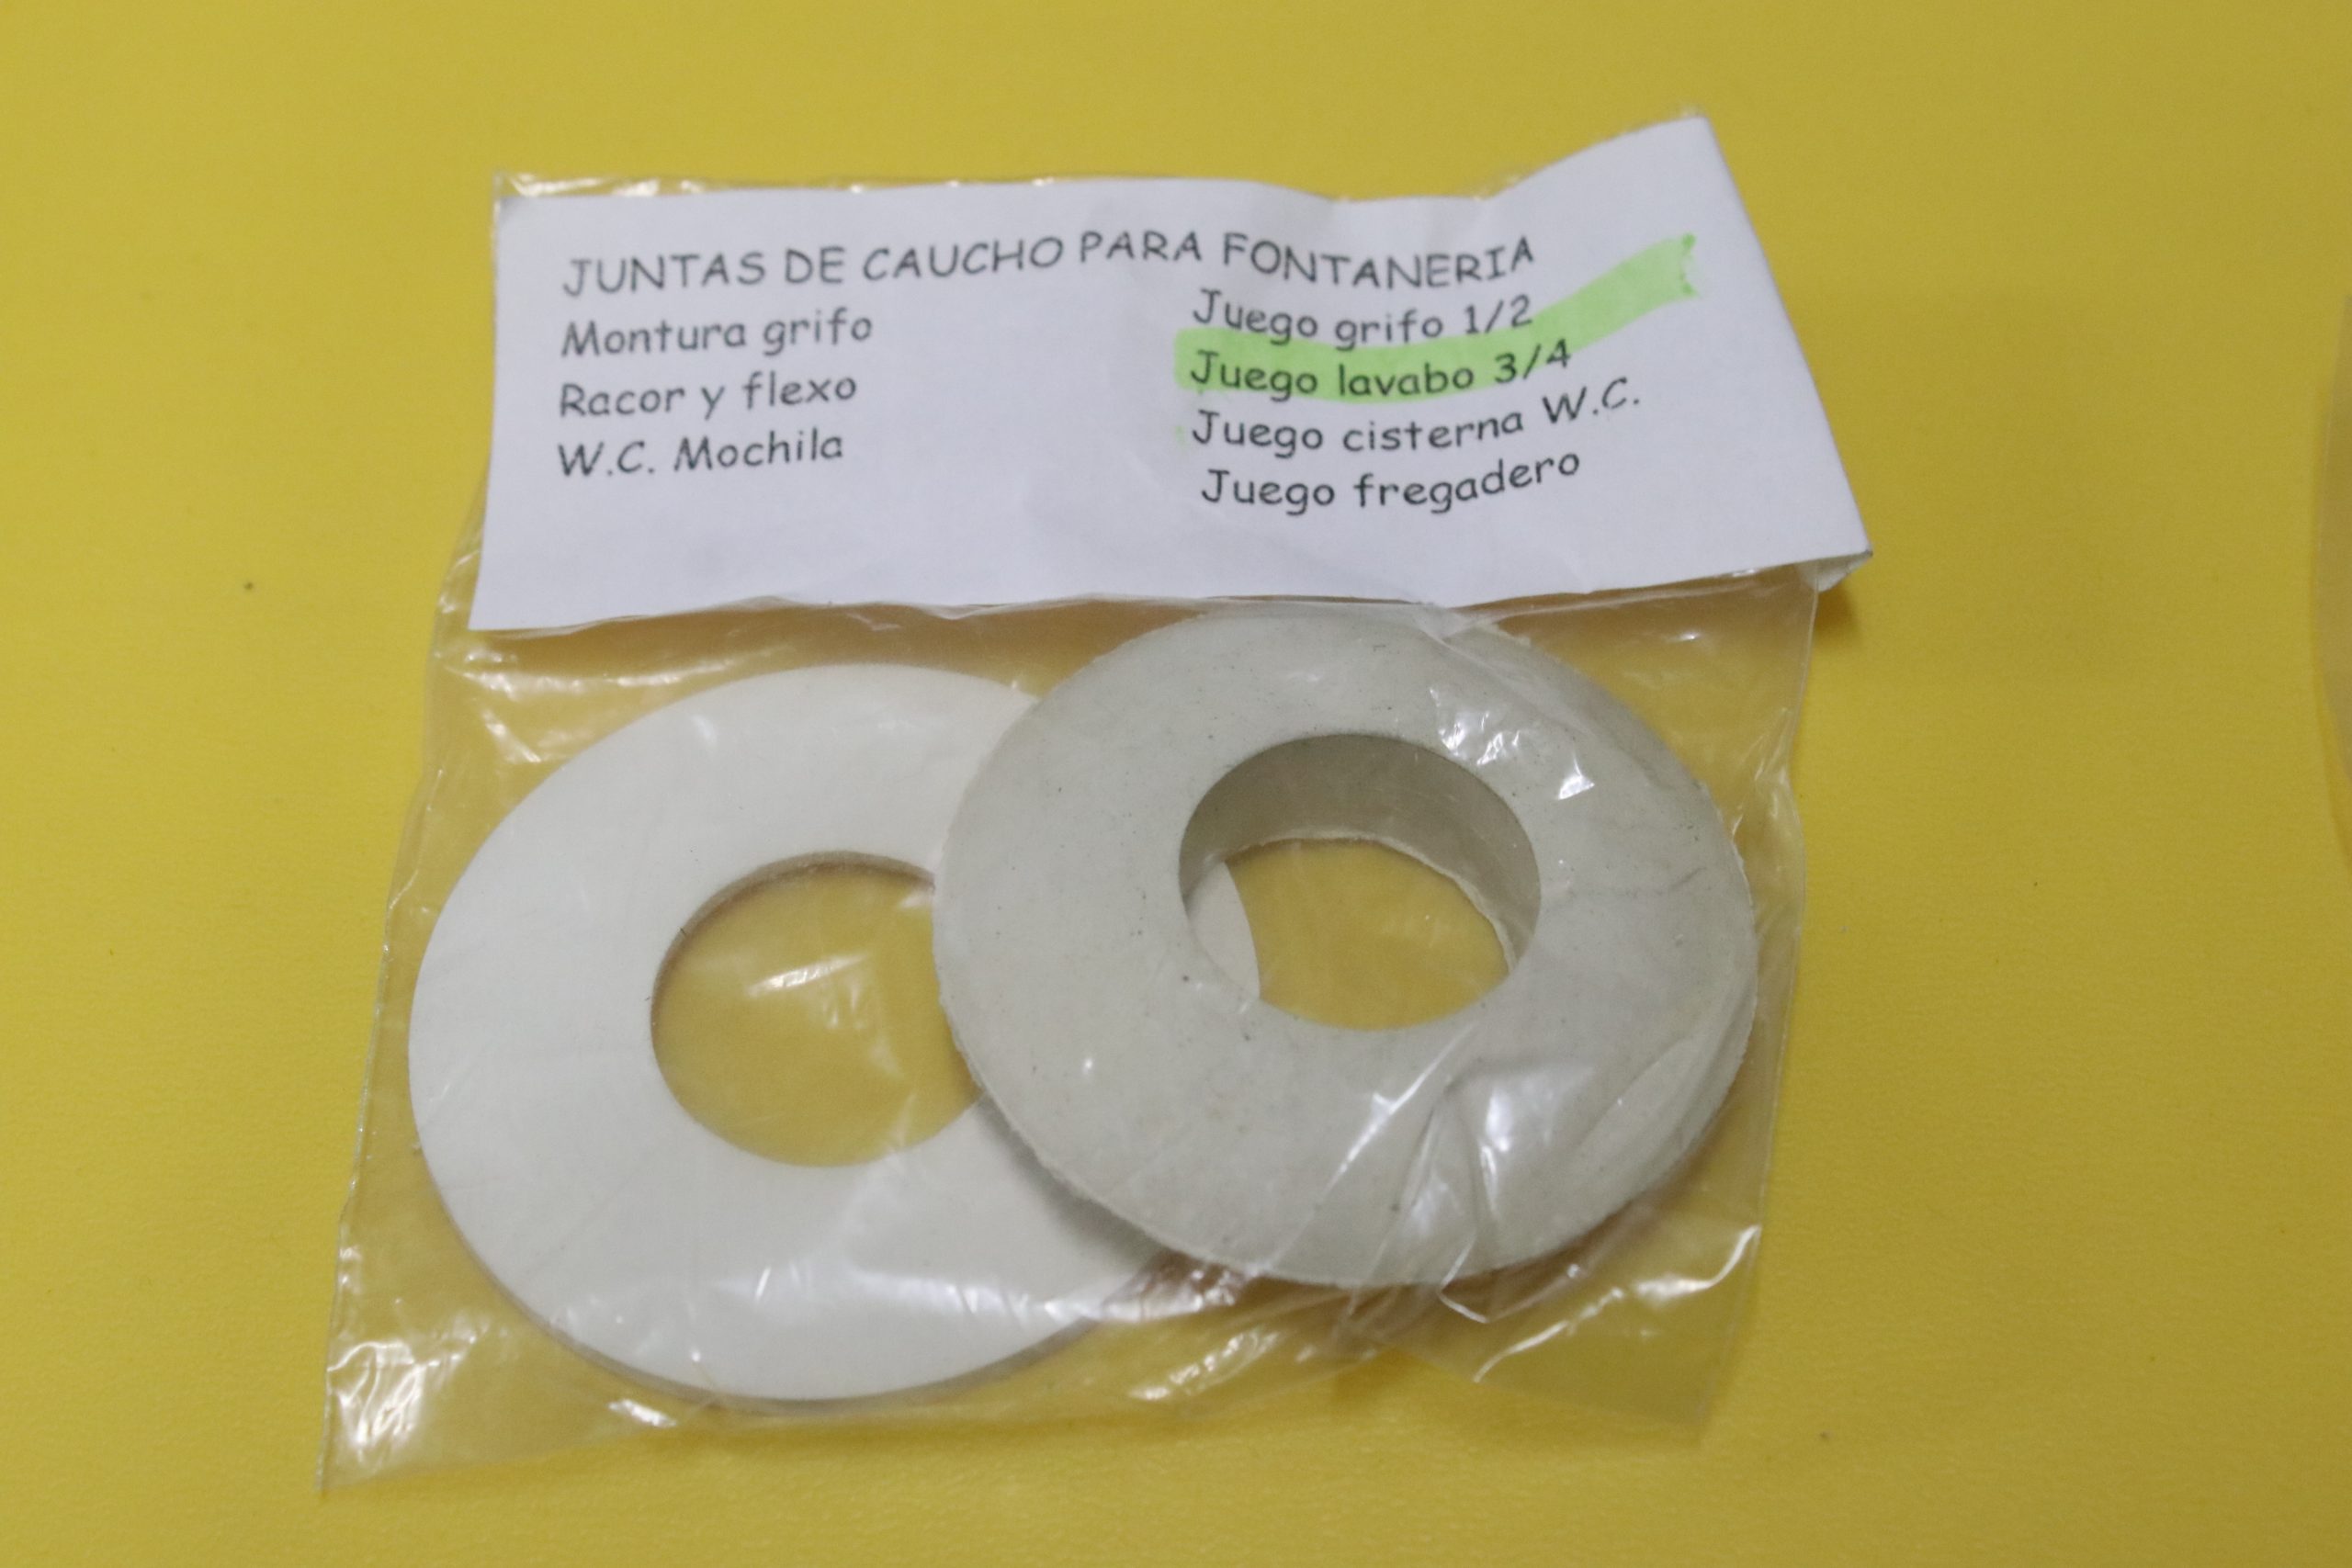 JUNTAS DE CAUCHO PARA FONTANERIA
Montura grifo
Racor y flexo
W.C. Mochila
Juego grifo 1/2
Juego lavabo 3/4
Juego cisterna W.C.
Juego fregadero